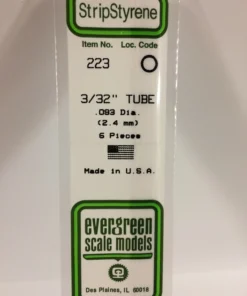 StripStyrene
Item No. Loc. Code
223
3/32" TUBE
.093 Dia.
(2.4 mm)
6 Pieces
Made in U.S.A.
evergreen
scale models
Des Plaines, IL 60018